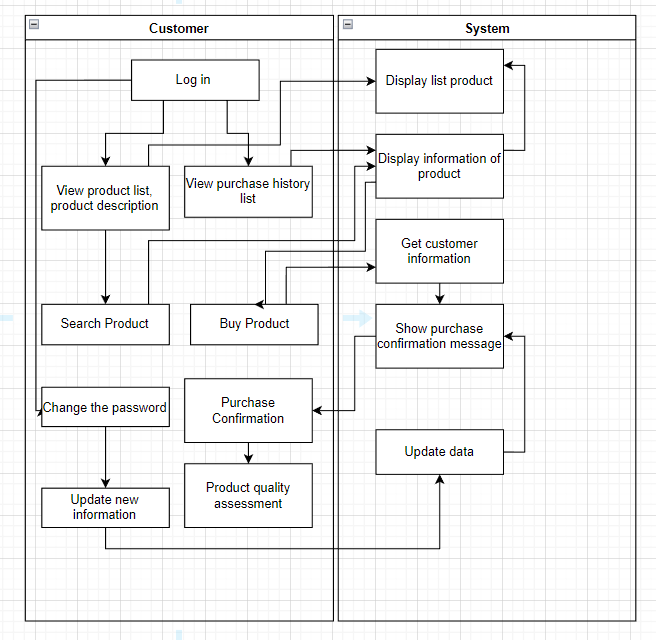 Customer
System
Log in
Display list product
View product list,
product description
View purchase history
list
Display information of
product
Get customer
information
Search Product
Buy Product
Show purchase
confirmation message
Change the password
Purchase
Confirmation
Update data
Update new
information
Product quality
assessment